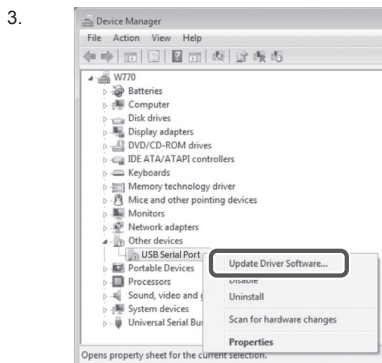 3.
Device Manager
File Action View Help
W770
Batteries
Computer
Disk drives
Display adapters
DVD/CD-ROM drives
IDE ATA/ATAPI controllers
Keyboards
Memory technology driver
Mice and other pointing devices
Monitors
Network adapters
Other devices
USB Serial Port
Update Driver Software...
Portable Devices
Disable
Processors
Uninstall
Sound, video and g
System devices
Scan for hardware changes
Universal Serial Bus
Properties
Opens property sheet for the current selection.